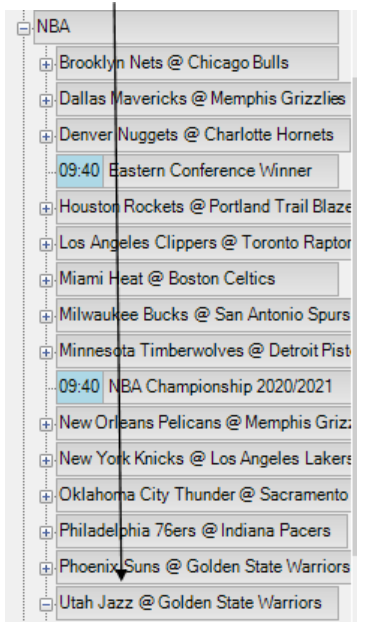 NBA
Brooklyn Nets @ Chicago Bulls
Dallas Mavericks @ Memphis Grizzlies
Denver Nuggets @ Charlotte Hornets
09:40 Eastern Conference Winner
Houston Rockets @ Portland Trail Blaze
Los Angeles Clippers @ Toronto Raptor
Miami Heat @ Boston Celtics
Milwaukee Bucks @ San Antonio Spurs
Minnesota Timberwolves @ Detroit Pist
09:40 NBA Championship 2020/2021
New Orleans Pelicans @ Memphis Griz
New York Knicks @ Los Angeles Lakers
Oklahoma City Thunder @ Sacramento
Philadelphia 76ers @ Indiana Pacers
Phoenix Suns @ Golden State Warriors
Utah Jazz @ Golden State Warriors